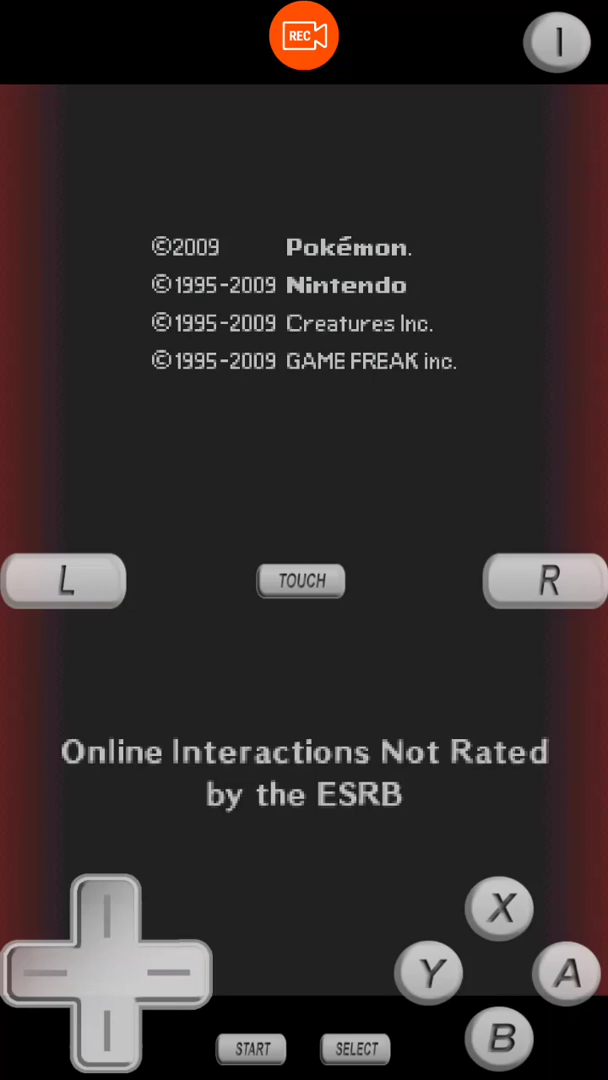 REC
©2009 Pokémon.
©1995-2009 Nintendo
©1995-2009 Creatures Inc.
©1995-2009 GAME FREAK inc.
L TOUCH R
Online Interactions Not Rated
by the ESRB
X
Y A
B
START SELECT